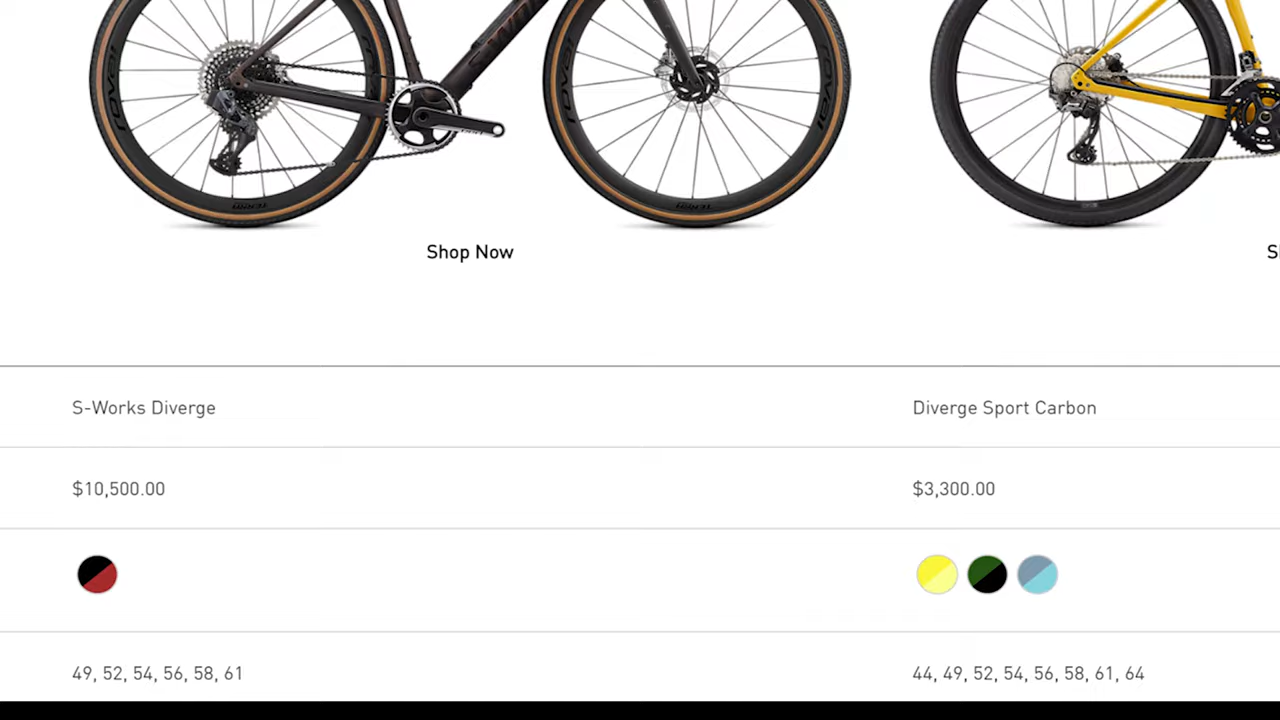 Shop Now
S-Works Diverge
Diverge Sport Carbon
$10,500.00
$3,300.00
49, 52, 54, 56, 58, 61
44, 49, 52, 54, 56, 58, 61, 64